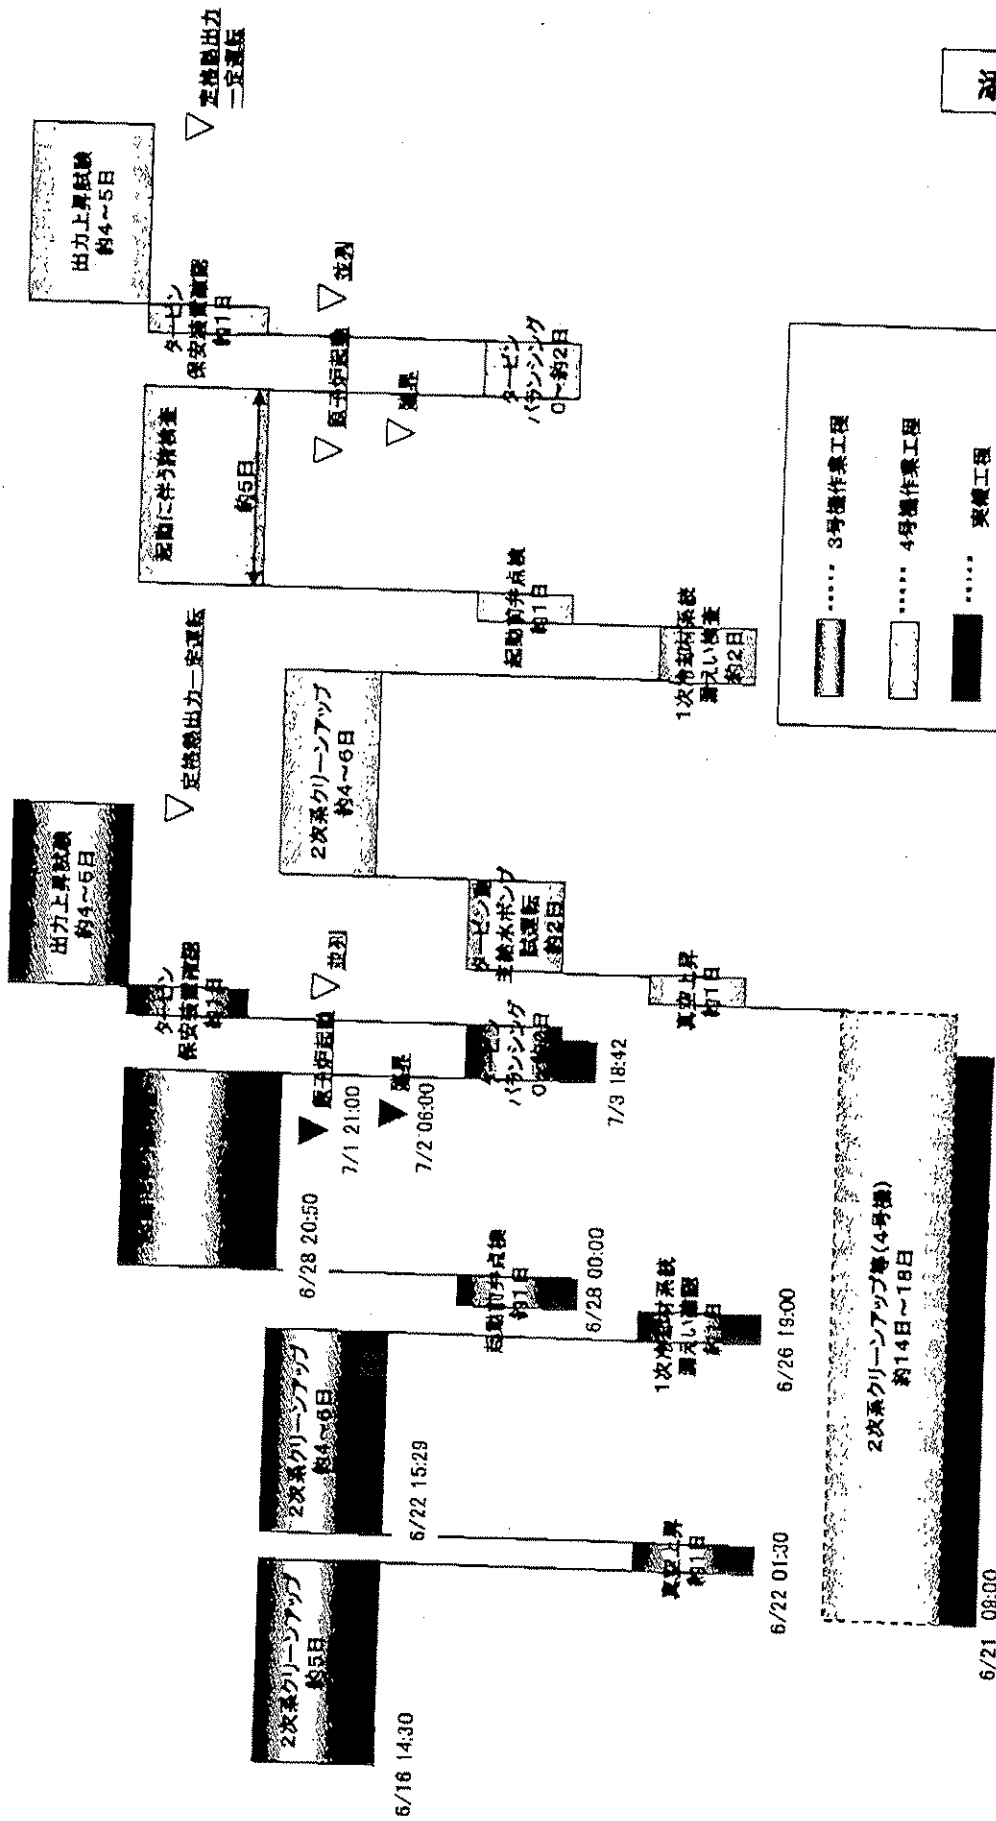 2次系クリーンアップ
約5日
6/16 14:30
真空上昇
約1日
6/22 01:30
2次系クリーンアップ
約4~6日
6/22 15:29
1次冷却材系統
漏えい確認
6/26 19:00
起動前弁点検
約1日
6/28 00:00
6/28 20:50
原子炉起動
7/1 21:00
臨界
7/2 06:00
タービン
バランシング
7/3 18:42
並列
タービン
保安装置確認
約1日
出力上昇試験
約4~5日
定格熱出力一定運転
2次系クリーンアップ等(4号機)
約14日~18日
6/21 09:00
真空上昇
約1日
タービン動
主給水ポンプ
試運転
約2日
2次系クリーンアップ
約4~6日
1次冷却材系統
漏えい検査
約2日
起動前弁点検
約1日
起動に伴う諸検査
約5日
原子炉起動
臨界
タービン
バランシング
0~約2日
並列
タービン
保安装置確認
約1日
出力上昇試験
約4~5日
定格熱出力
一定運転
3号機作業工程
4号機作業工程
実績工程